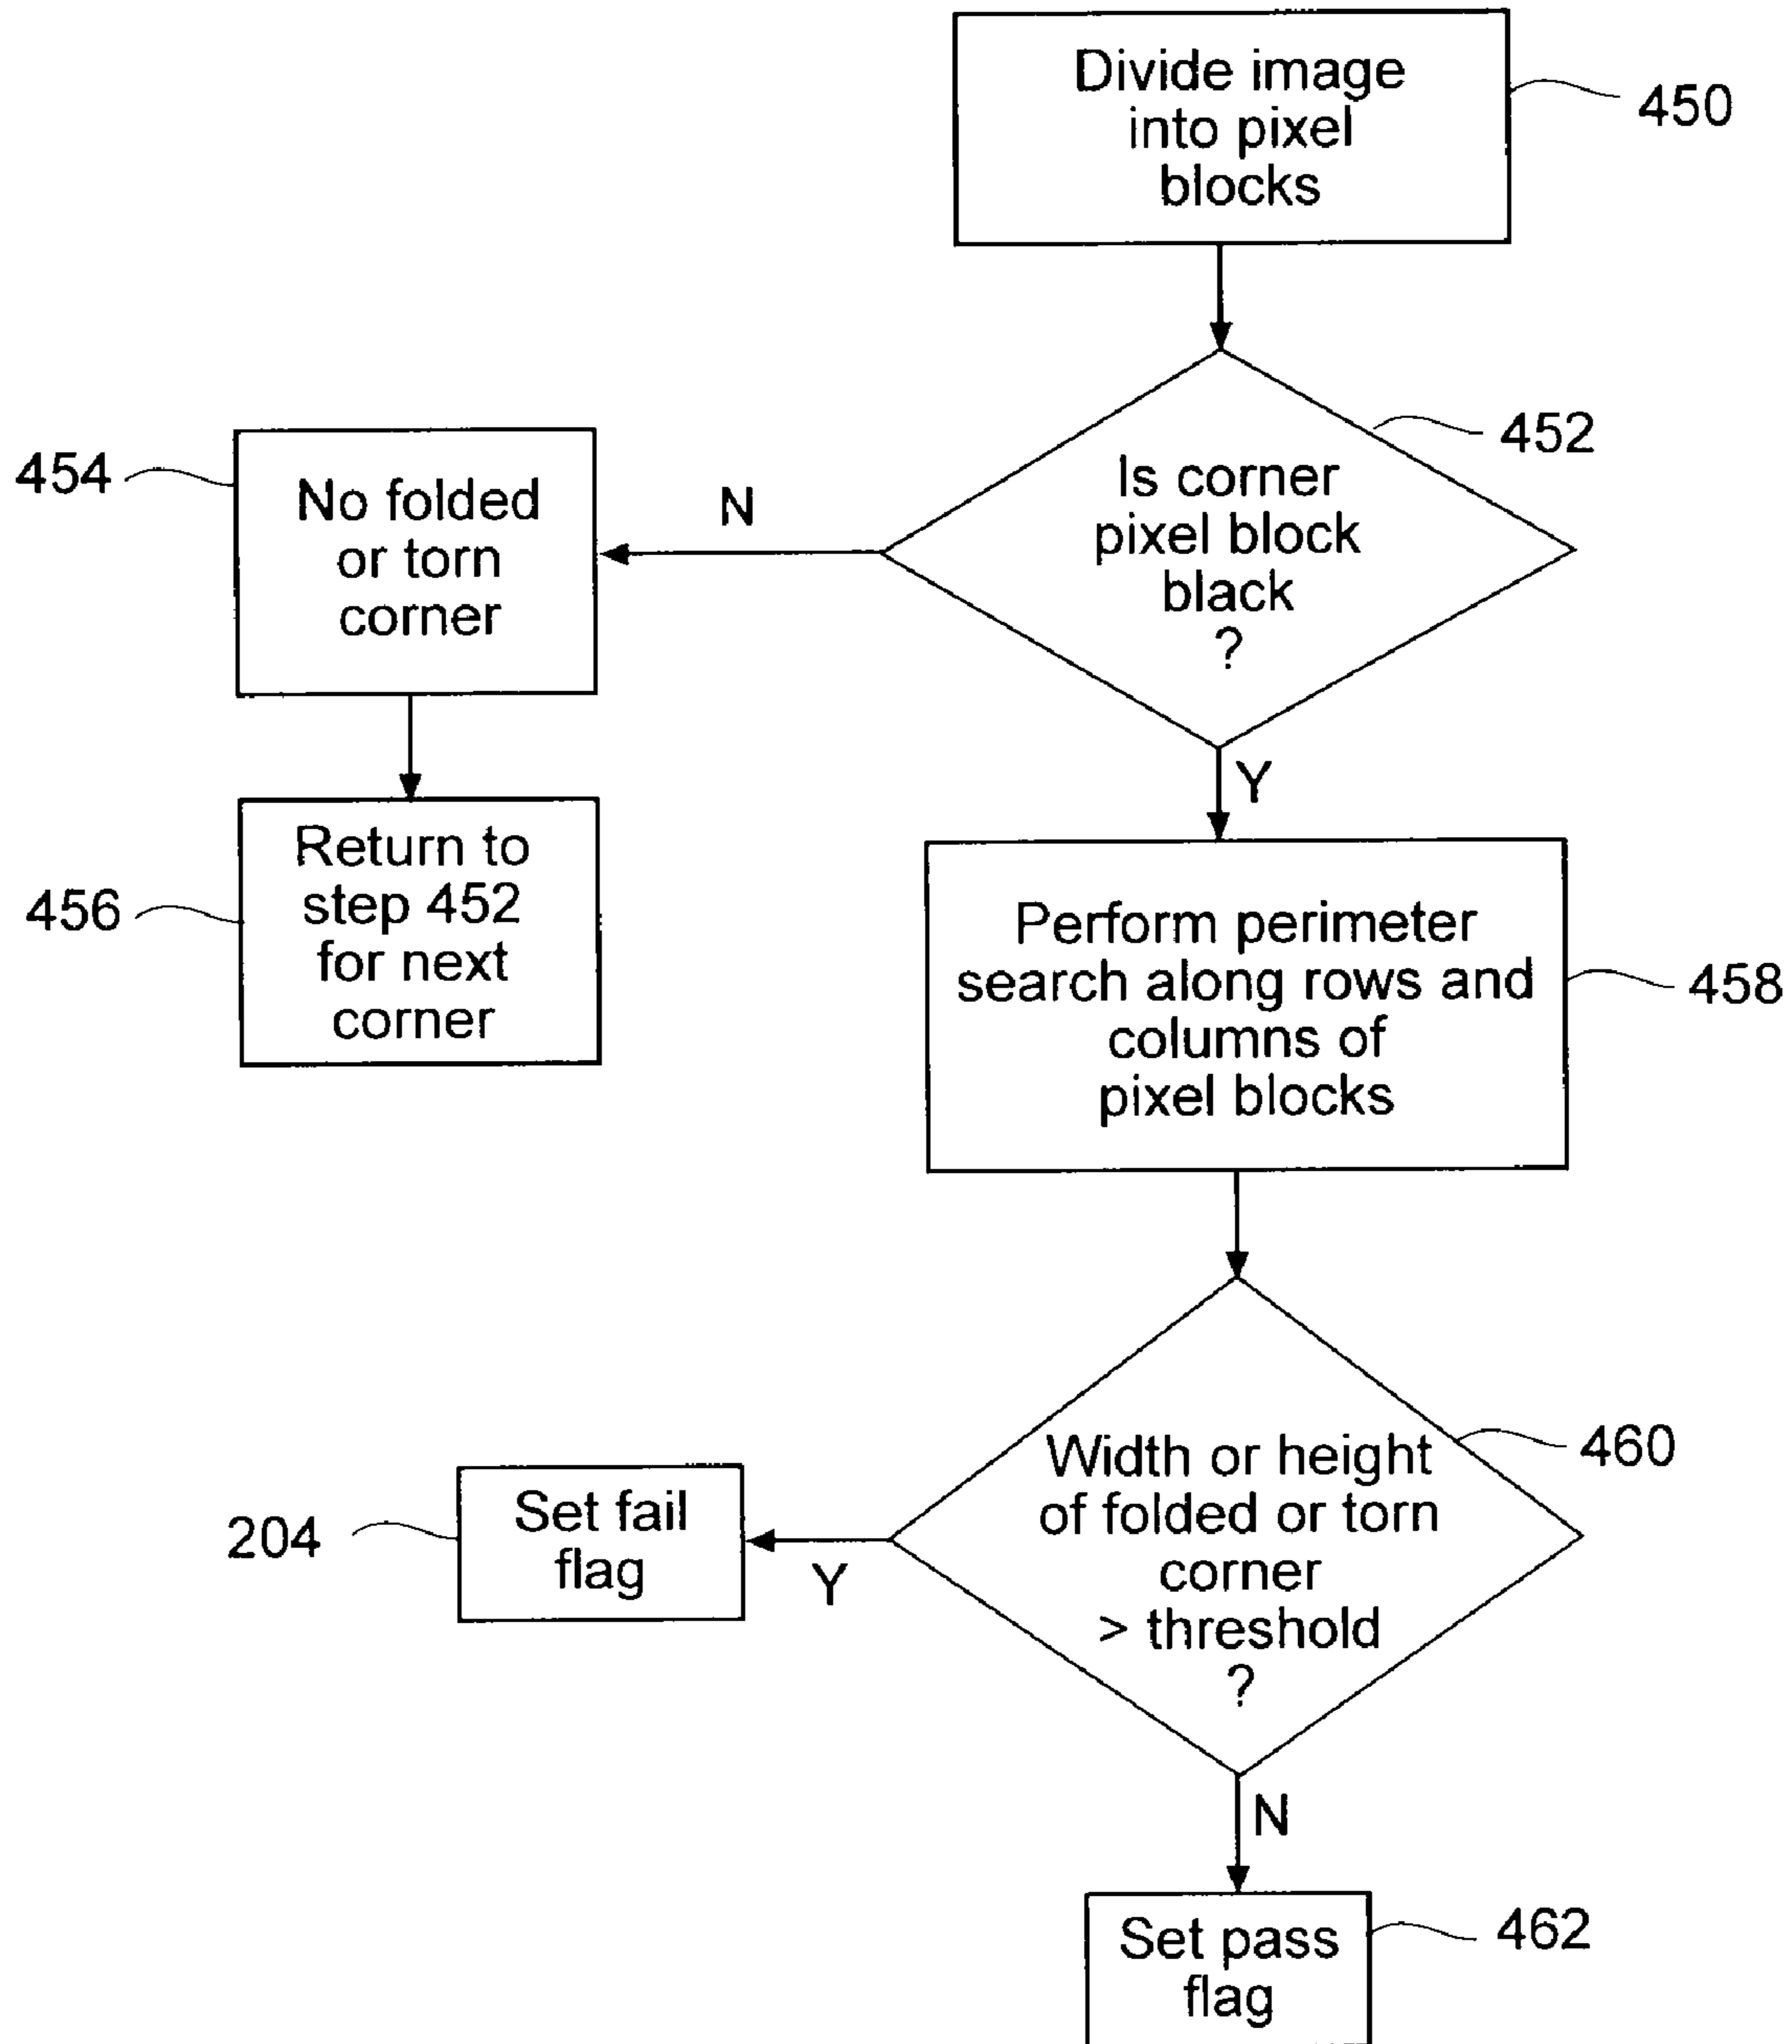 Divide image
into pixel
blocks
450
452
Is corner
pixel block
black
?
N
454
No folded
or torn
corner
Y
456
Return to
step 452
for next
corner
Perform perimeter
search along rows and
columns of
pixel blocks
458
460
Width or height
of folded or torn
corner
> threshold
?
204
Set fail
flag
Y
N
Set pass
flag
462